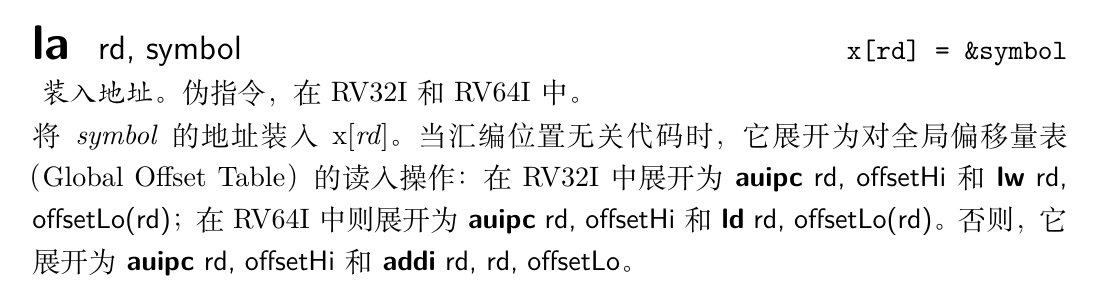 la rd, symbol x[rd] = &symbol
装入地址。伪指令，在 RV32I 和 RV64I 中。
将 symbol 的地址装入 x[rd]。当汇编位置无关代码时，它展开为对全局偏移量表
(Global Offset Table) 的读入操作：在 RV32I 中展开为 auipc rd, offsetHi 和 lw rd,
offsetLo(rd)；在 RV64I 中则展开为 auipc rd, offsetHi 和 ld rd, offsetLo(rd)。否则，它
展开为 auipc rd, offsetHi 和 addi rd, rd, offsetLo。